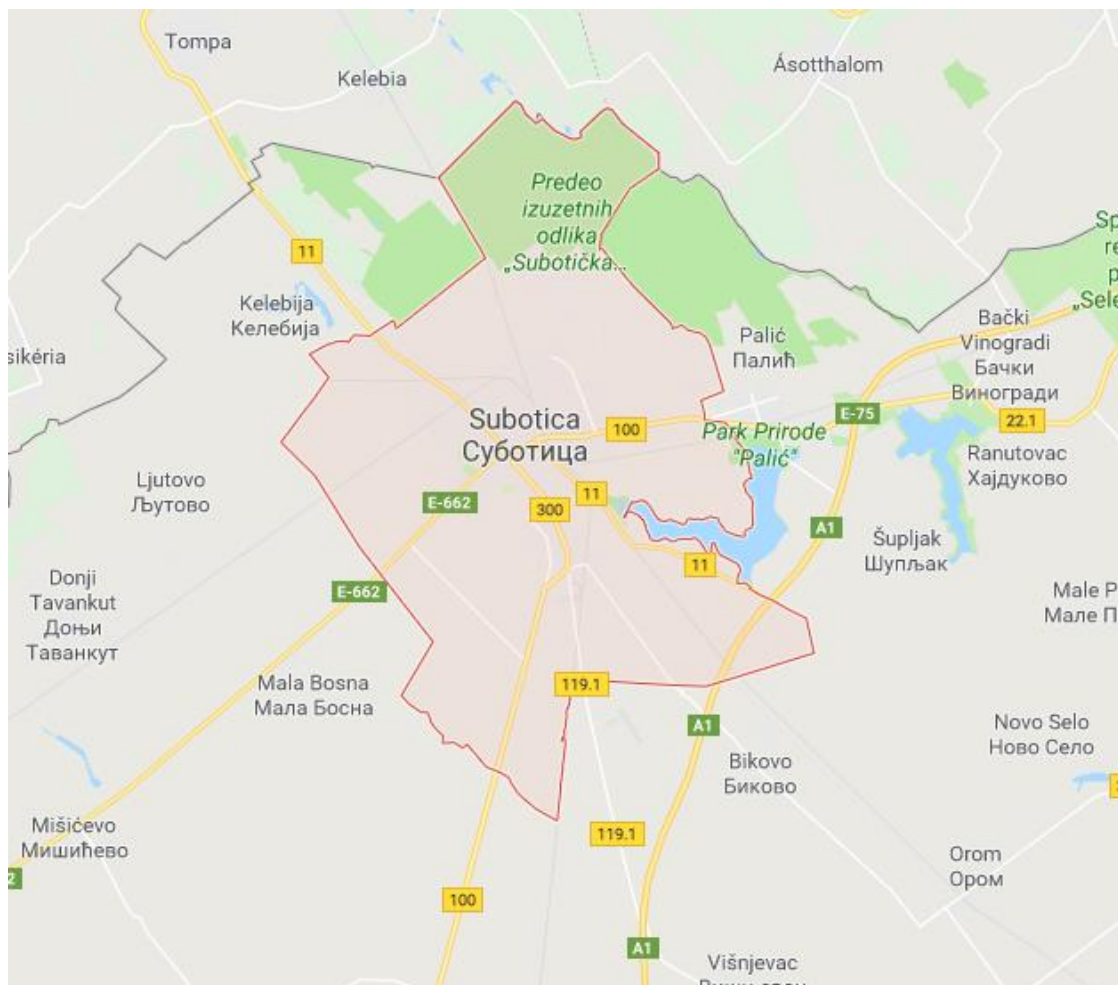 Tompa
Kelebia
Ásotthalom
Predeo
izuzetnih
odlika
„Subotička...
Sp
re
p
„Sele
11
Kelebija
Келебија
Bački
Vinogradi
Бачки
Виногради
Palić
Палић
sikéria
E-75
22.1
Subotica
Суботица
100
Park Prirode
"Palić"
Ranutovac
Хајдуково
Ljutovo
Љутово
E-662
300
11
A1
Šupljak
Шупљак
11
Donji
Tavankut
Доњи
Таванкут
E-662
Male P
Мале П
Mala Bosna
Мала Босна
119.1
A1
Novo Selo
Ново Село
Bikovo
Биково
Mišićevo
Мишићево
119.1
2
Orom
Ором
100
A1
Višnjevac